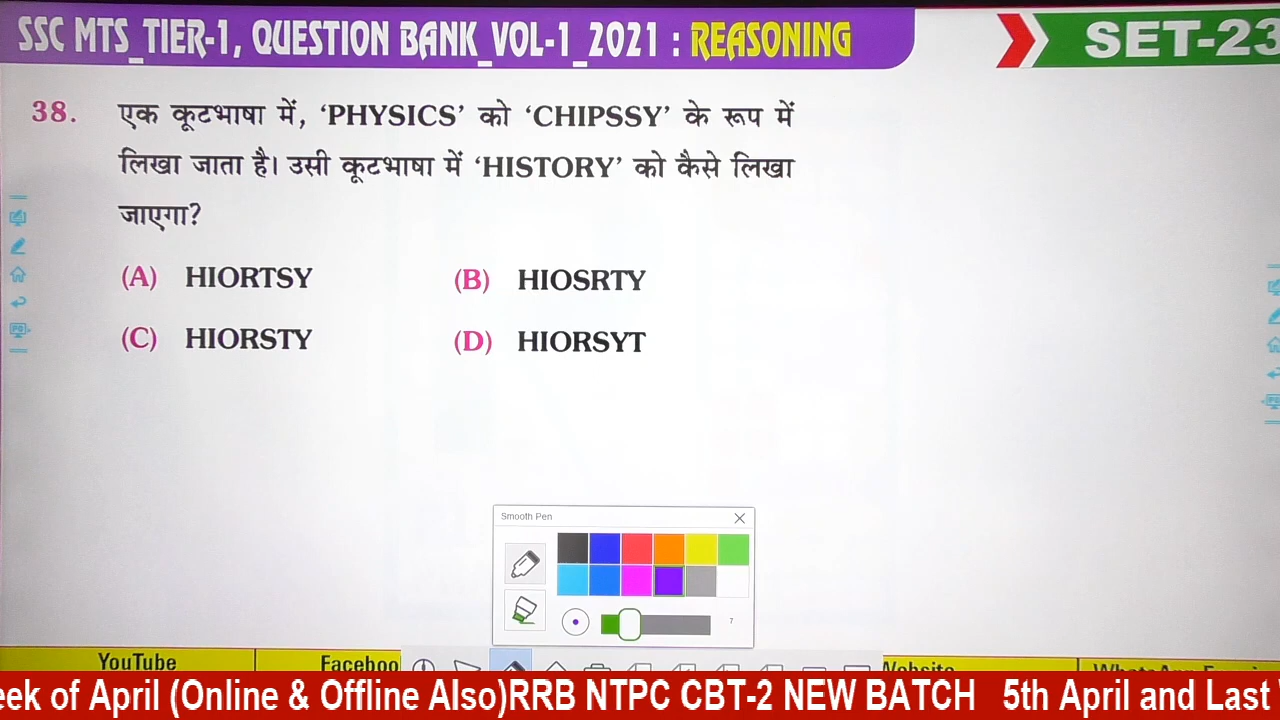 SSC MTS_TIER-1, QUESTION BANK_VOL-1_2021 : REASONING
SET-23
38. एक कूटभाषा में, ‘PHYSICS’ को ‘CHIPSSY’ के रूप में
लिखा जाता है। उसी कूटभाषा में ‘HISTORY’ को कैसे लिखा
जाएगा?
(A) HIORTSY (B) HIOSRTY
(C) HIORSTY (D) HIORSYT
Smooth Pen
7
YouTube Faceboo Website
eek of April (Online & Offline Also)RRB NTPC CBT-2 NEW BATCH 5th April and Last